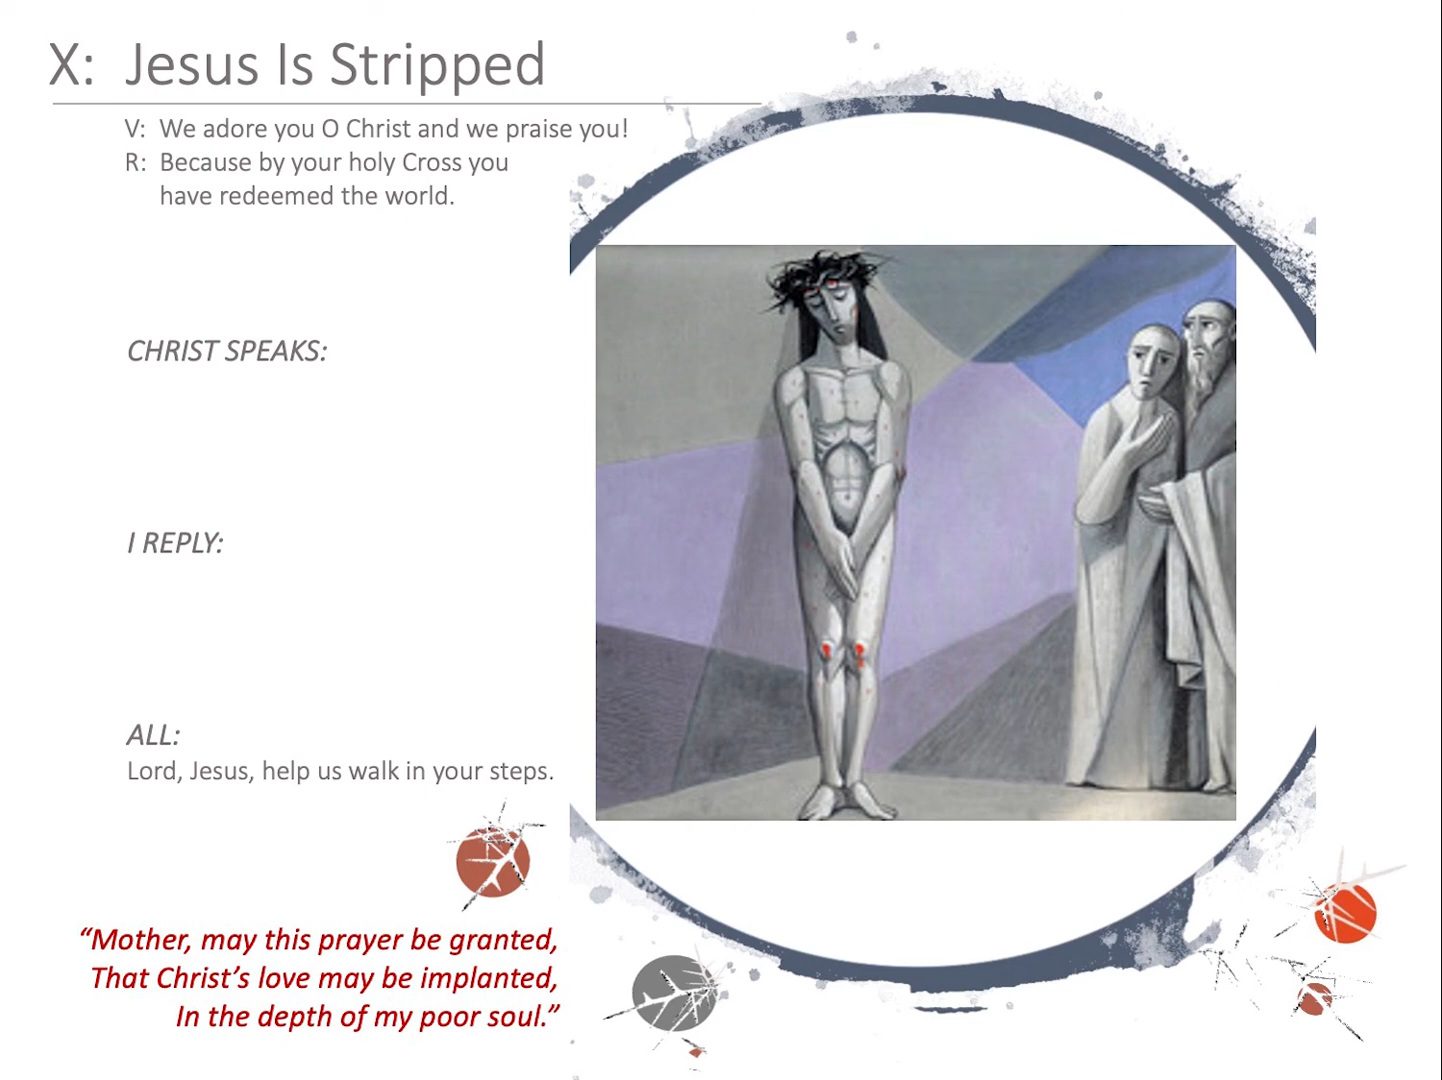 X: Jesus Is Stripped
V: We adore you O Christ and we praise you!
R: Because by your holy Cross you
have redeemed the world.
CHRIST SPEAKS:
I REPLY:
ALL:
Lord, Jesus, help us walk in your steps.
“Mother, may this prayer be granted,
That Christ’s love may be implanted,
In the depth of my poor soul.”